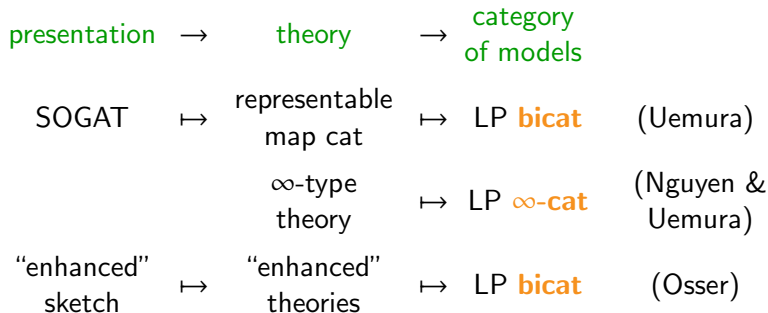 presentation → theory → category of models
SOGAT ↦ representable map cat ↦ LP bicat (Uemura)
∞-type theory ↦ LP ∞-cat (Nguyen & Uemura)
“enhanced” sketch ↦ “enhanced” theories ↦ LP bicat (Osser)